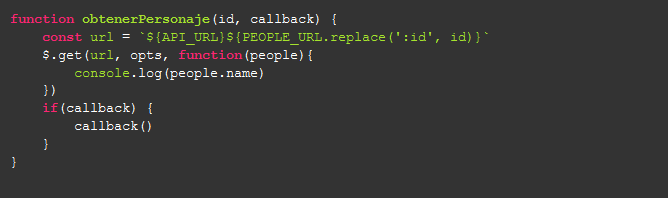 function obtenerPersonaje(id, callback) {
    const url = `${API_URL}${PEOPLE_URL.replace(':id', id)}`
    $.get(url, opts, function(people){
        console.log(people.name)
    })
    if(callback) {
        callback()
    }
}